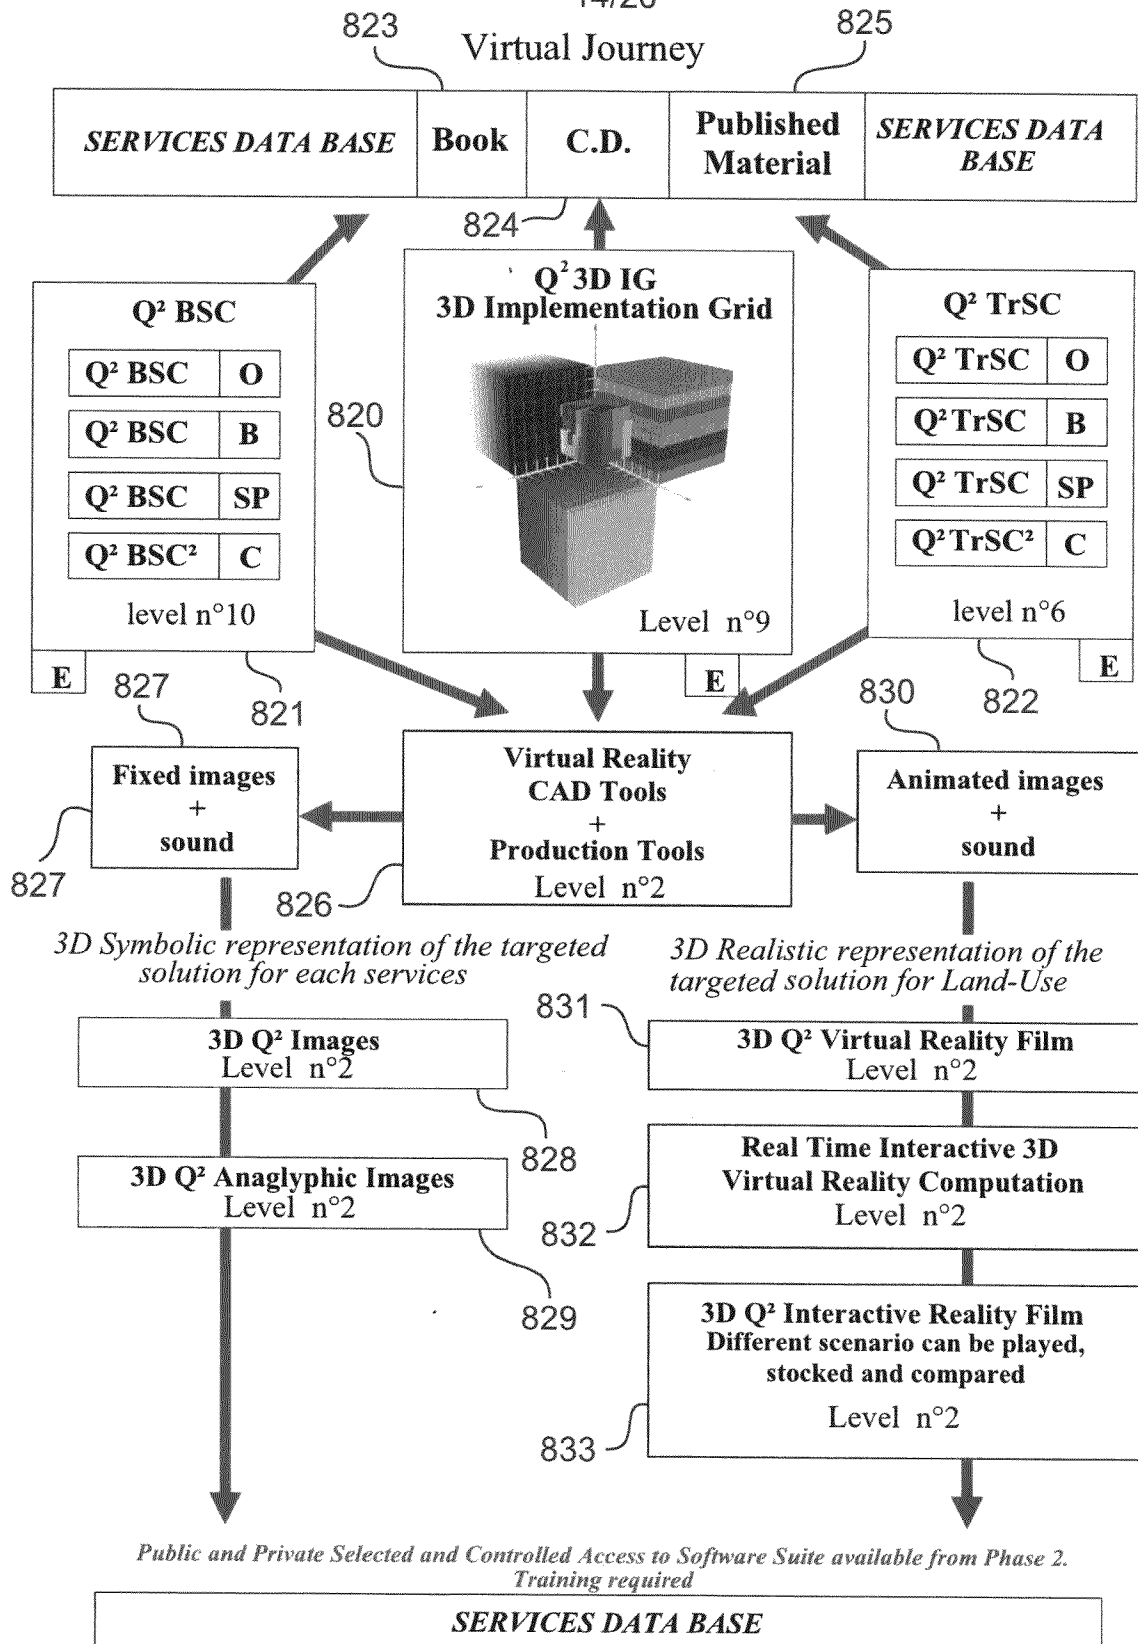 14/26
823
825
Virtual Journey
SERVICES DATA BASE
Book
C.D.
Published
Material
SERVICES DATA
BASE
824
Q² BSC
Q² BSC O
Q² BSC B
Q² BSC SP
Q² BSC² C
level n°10
E
821
820
Q² 3D IG
3D Implementation Grid
Level n°9
E
Q² TrSC
Q² TrSC O
Q² TrSC B
Q² TrSC SP
Q² TrSC² C
level n°6
E
822
827
830
Fixed images
+
sound
827
Virtual Reality
CAD Tools
+
Production Tools
Level n°2
826
Animated images
+
sound
3D Symbolic representation of the targeted
solution for each services
3D Realistic representation of the
targeted solution for Land-Use
831
3D Q² Images
Level n°2
828
3D Q² Anaglyphic Images
Level n°2
829
3D Q² Virtual Reality Film
Level n°2
Real Time Interactive 3D
Virtual Reality Computation
Level n°2
832
3D Q² Interactive Reality Film
Different scenario can be played,
stocked and compared
Level n°2
833
Public and Private Selected and Controlled Access to Software Suite available from Phase 2.
Training required
SERVICES DATA BASE